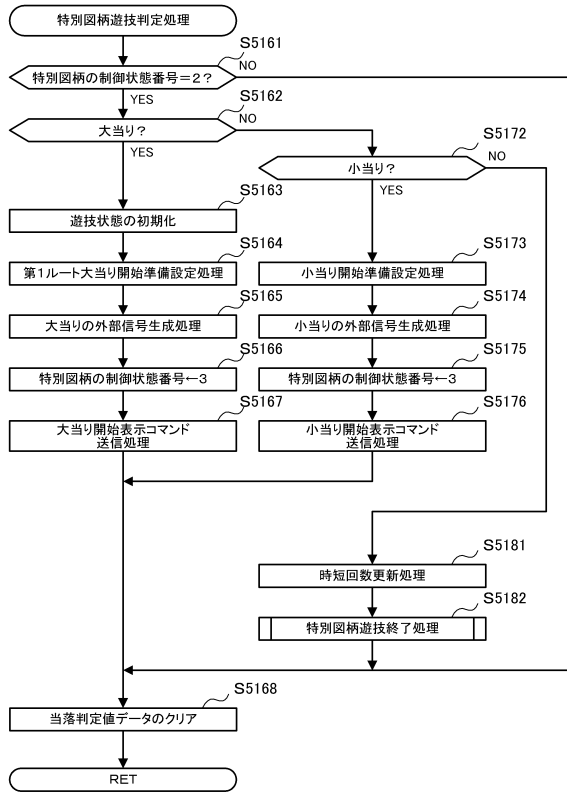 特別図柄遊技判定処理
S5161
特別図柄の制御状態番号＝2？
NO
YES
S5162
大当り？
NO
YES
S5172
小当り？
NO
YES
S5163
遊技状態の初期化
S5164
第1ルート大当り開始準備設定処理
S5173
小当り開始準備設定処理
S5165
大当りの外部信号生成処理
S5174
小当りの外部信号生成処理
S5166
特別図柄の制御状態番号←3
S5175
特別図柄の制御状態番号←3
S5167
大当り開始表示コマンド
送信処理
S5176
小当り開始表示コマンド
送信処理
S5181
時短回数更新処理
S5182
特別図柄遊技終了処理
S5168
当落判定値データのクリア
RET